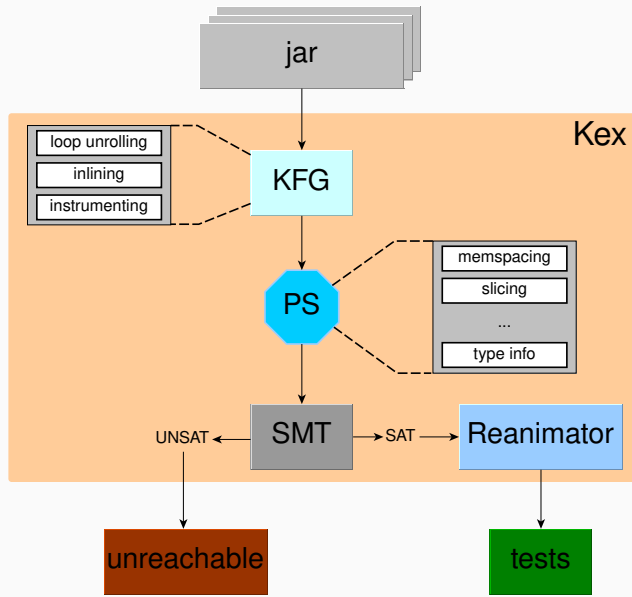 jar
Kex
loop unrolling
inlining
instrumenting
KFG
memspacing
slicing
...
type info
PS
UNSAT
SMT
SAT
Reanimator
unreachable
tests